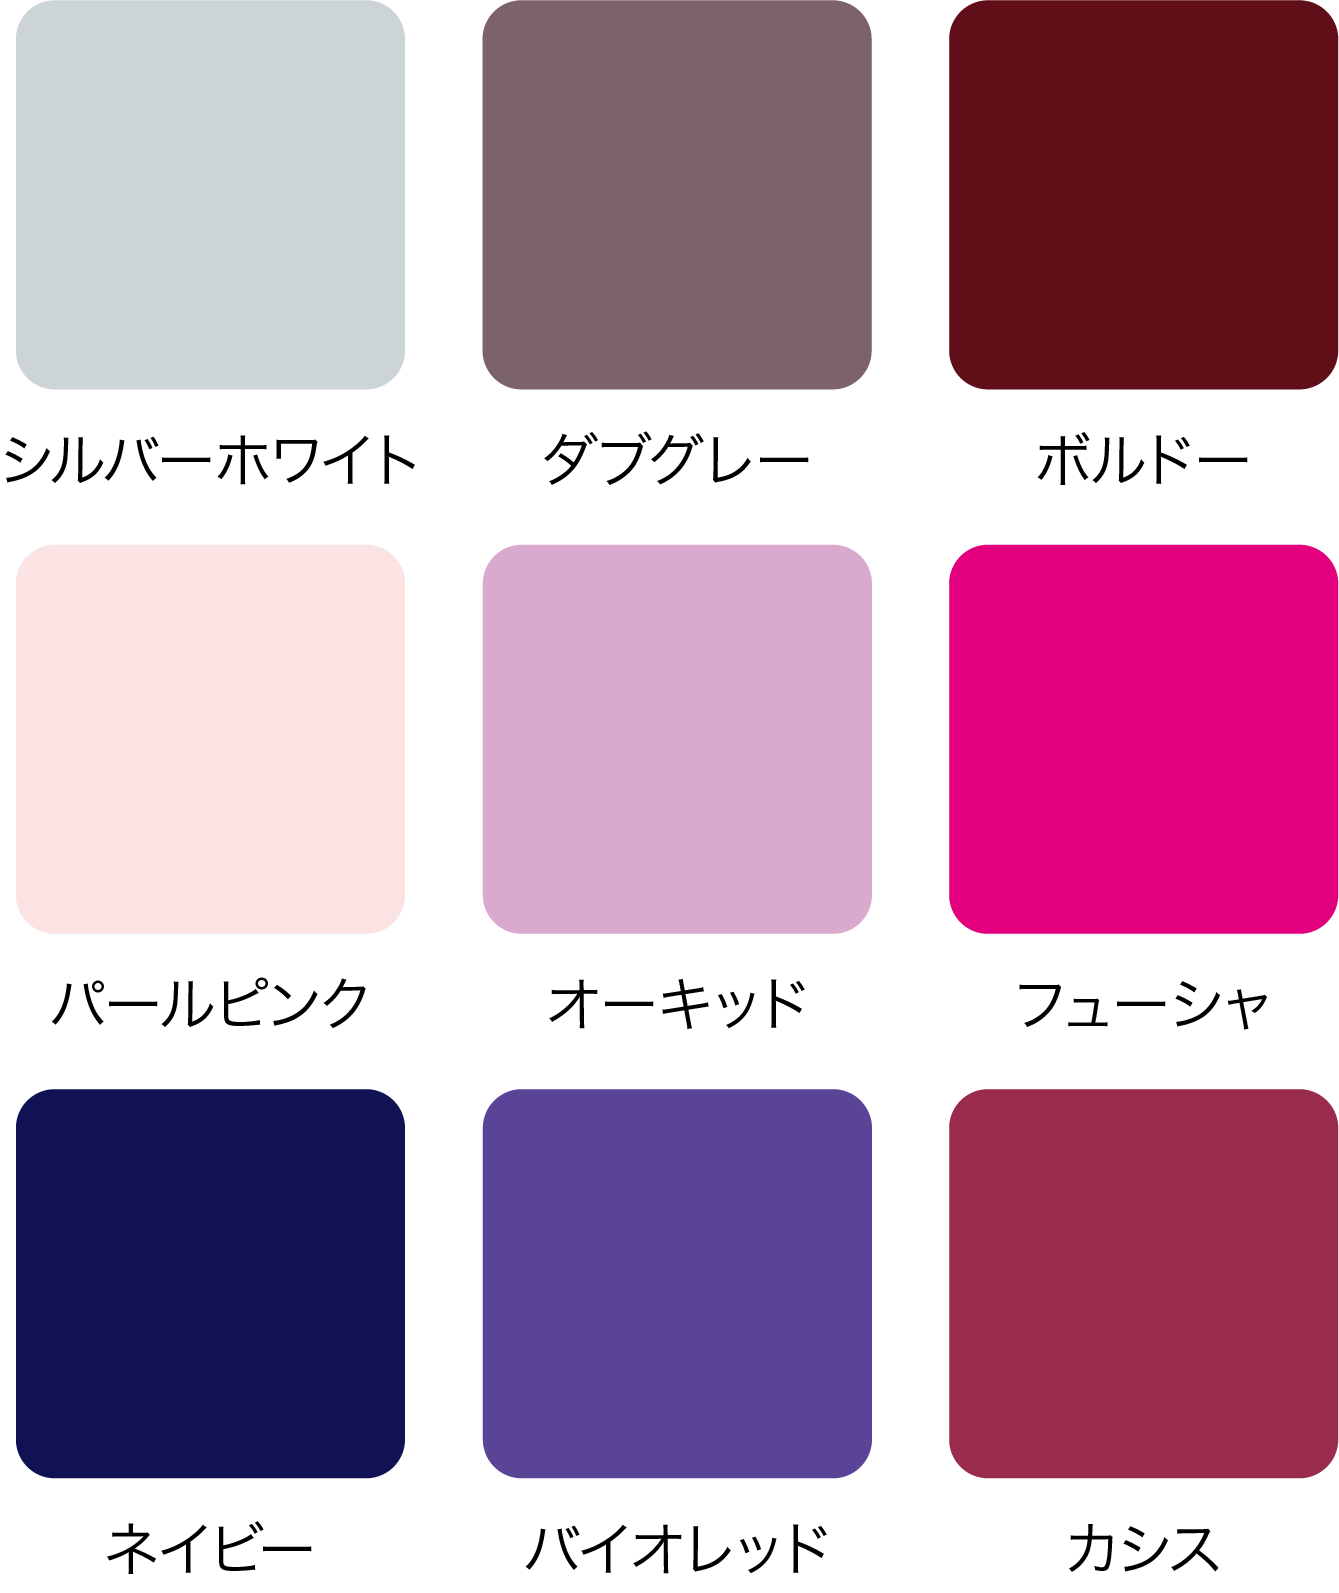 シルバーホワイト
ダブグレー
ボルドー
パールピンク
オーキッド
フューシャ
ネイビー
バイオレッド
カシス